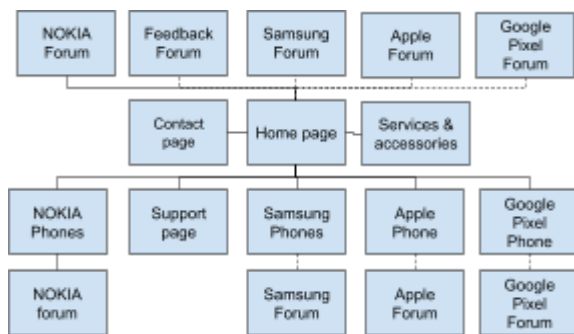 NOKIA
Forum
Feedback
Forum
Samsung
Forum
Apple
Forum
Google
Pixel
Forum
Contact
page
Home page
Services &
accessories
NOKIA
Phones
Support
page
Samsung
Phones
Apple
Phone
Google
Pixel
Phone
NOKIA
forum
Samsung
Forum
Apple
Forum
Google
Pixel
Forum